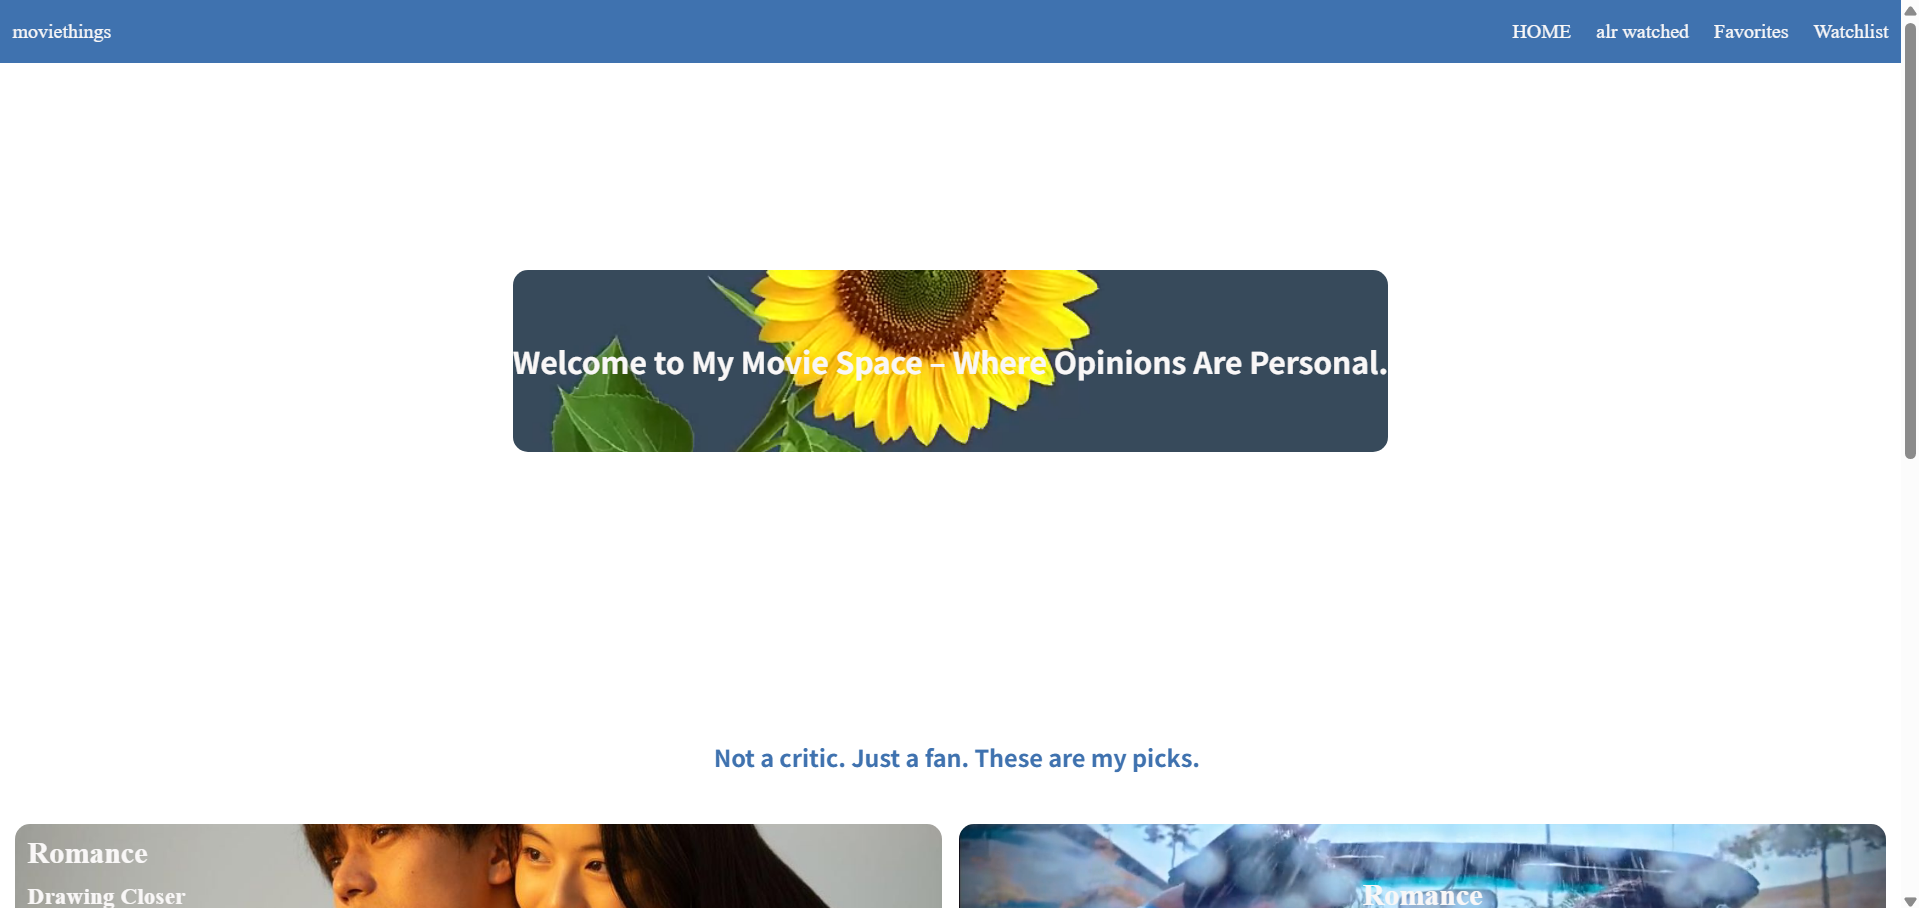 moviethings
HOME alr watched Favorites Watchlist
Welcome to My Movie Space – Where Opinions Are Personal.
Not a critic. Just a fan. These are my picks.
Romance
Drawing Closer
Romance